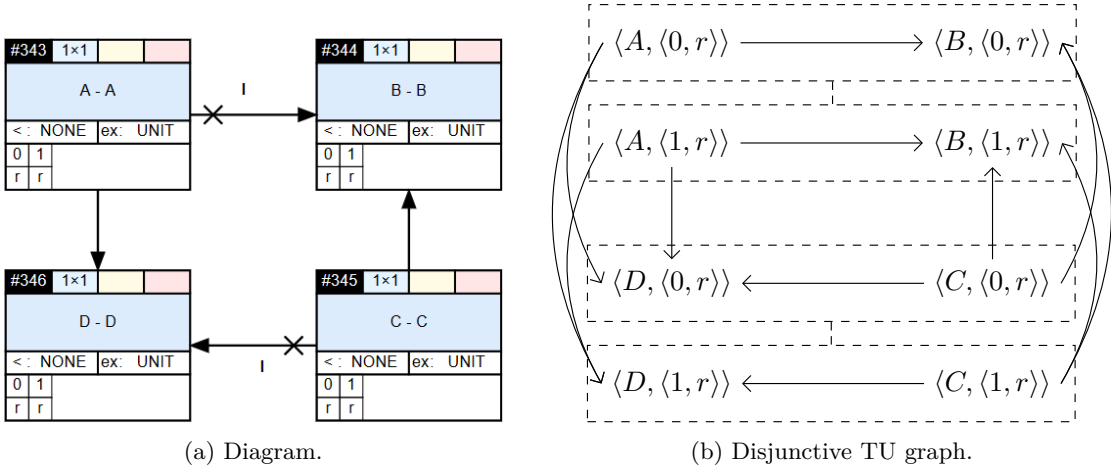 #343 1×1
A - A
< : NONE ex: UNIT
0 1
r r
I
#344 1×1
B - B
< : NONE ex: UNIT
0 1
r r
#346 1×1
D - D
< : NONE ex: UNIT
0 1
r r
I
#345 1×1
C - C
< : NONE ex: UNIT
0 1
r r
(a) Diagram.
⟨A, ⟨0, r⟩⟩ ⟨B, ⟨0, r⟩⟩
⟨A, ⟨1, r⟩⟩ ⟨B, ⟨1, r⟩⟩
⟨D, ⟨0, r⟩⟩ ⟨C, ⟨0, r⟩⟩
⟨D, ⟨1, r⟩⟩ ⟨C, ⟨1, r⟩⟩
(b) Disjunctive TU graph.